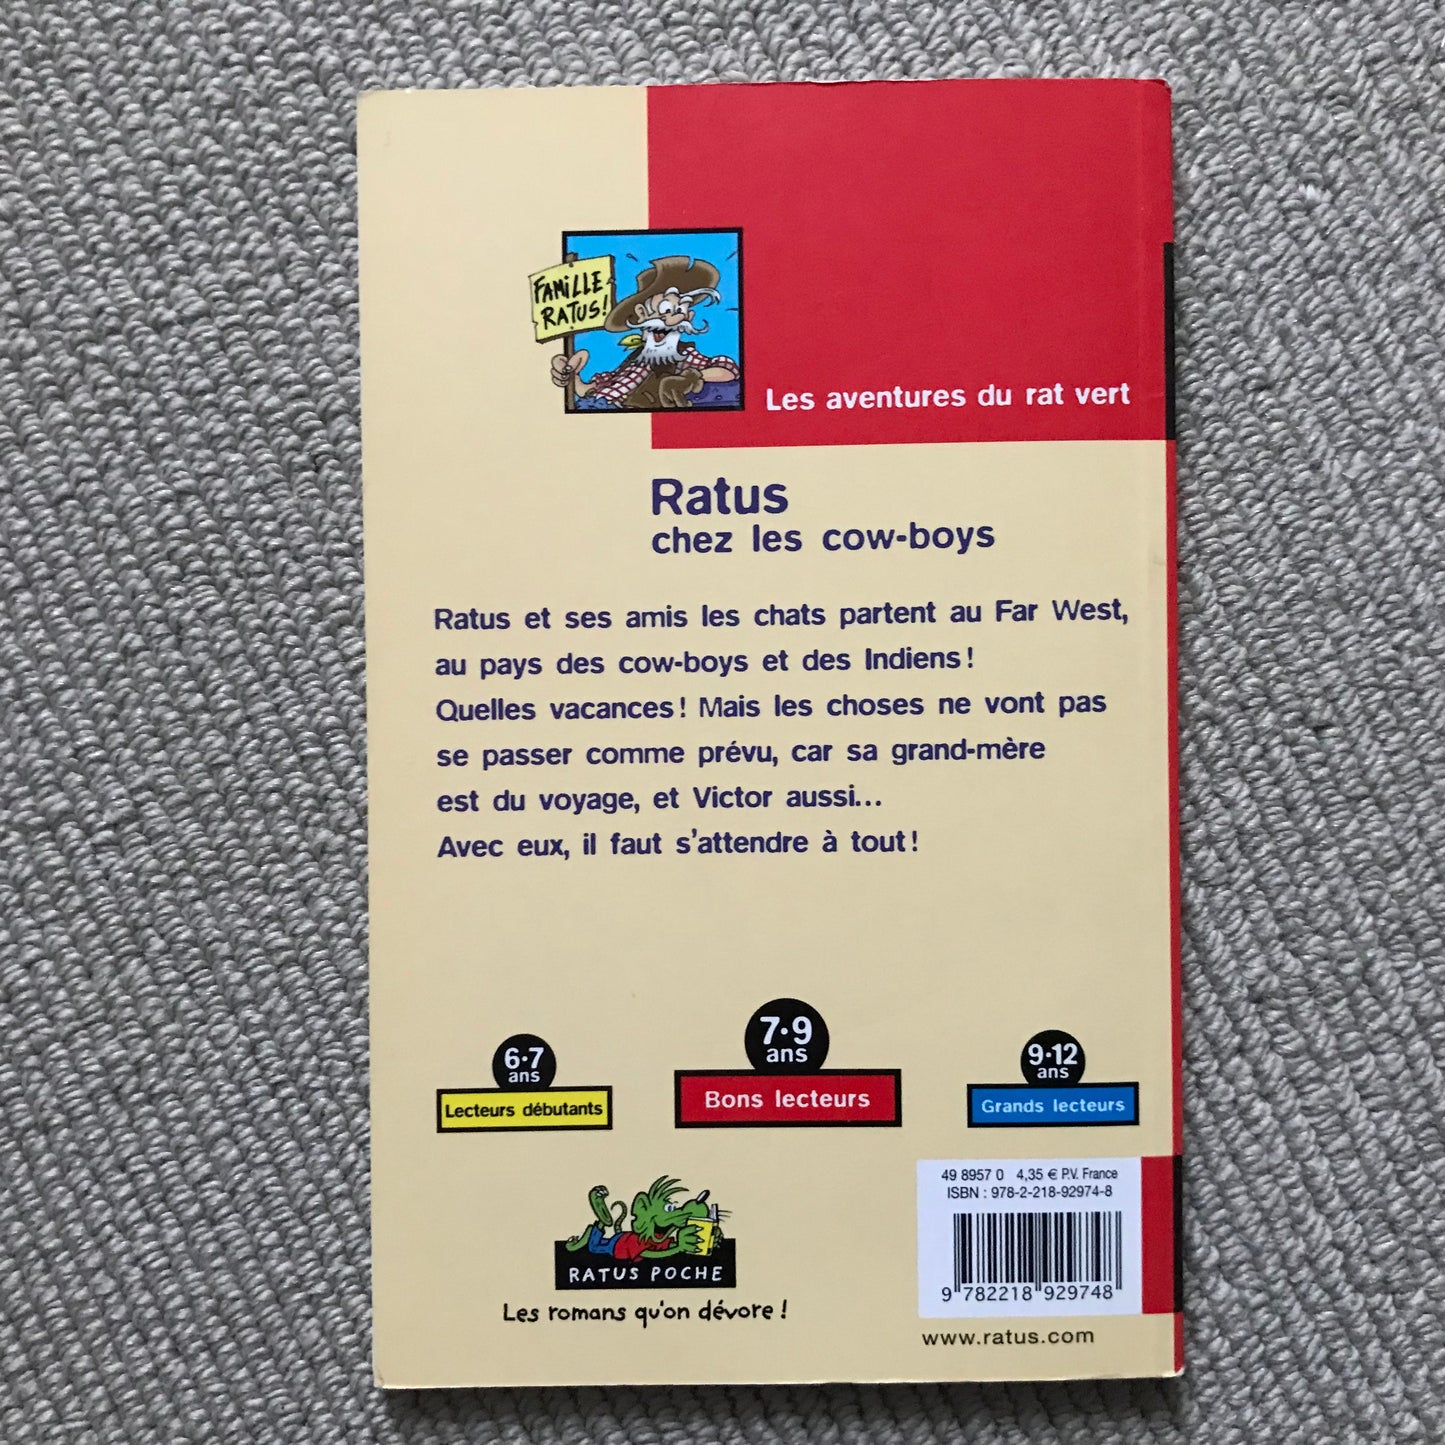 FAMILLE
RATUS!
Les aventures du rat vert
Ratus
chez les cow-boys
Ratus et ses amis les chats partent au Far West,
au pays des cow-boys et des Indiens !
Quelles vacances ! Mais les choses ne vont pas
se passer comme prévu, car sa grand-mère
est du voyage, et Victor aussi...
Avec eux, il faut s'attendre à tout !
6·7
ans
Lecteurs débutants
7·9
ans
Bons lecteurs
9·12
ans
Grands lecteurs
RATUS POCHE
Les romans qu'on dévore !
49 8957 0 4,35 € P.V. France
ISBN : 978-2-218-92974-8
9 782218 929748
www.ratus.com